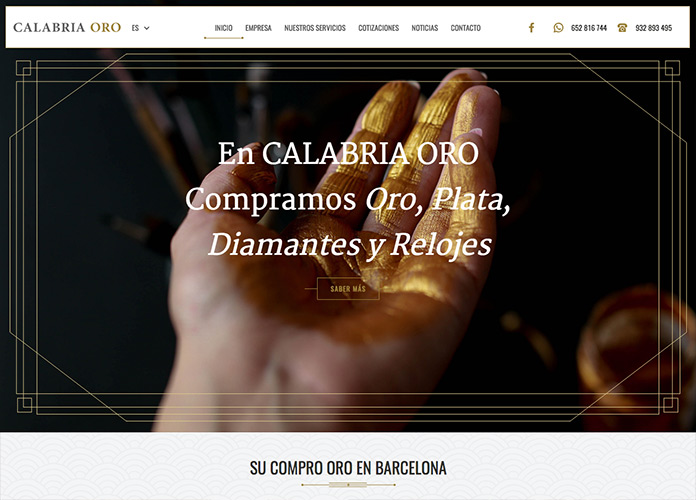 CALABRIA ORO
ES
INICIO EMPRESA NUESTROS SERVICIOS COTIZACIONES NOTICIAS CONTACTO
652 816 744
932 893 495
En CALABRIA ORO
Compramos Oro, Plata,
Diamantes y Relojes
SABER MÁS
SU COMPRO ORO EN BARCELONA